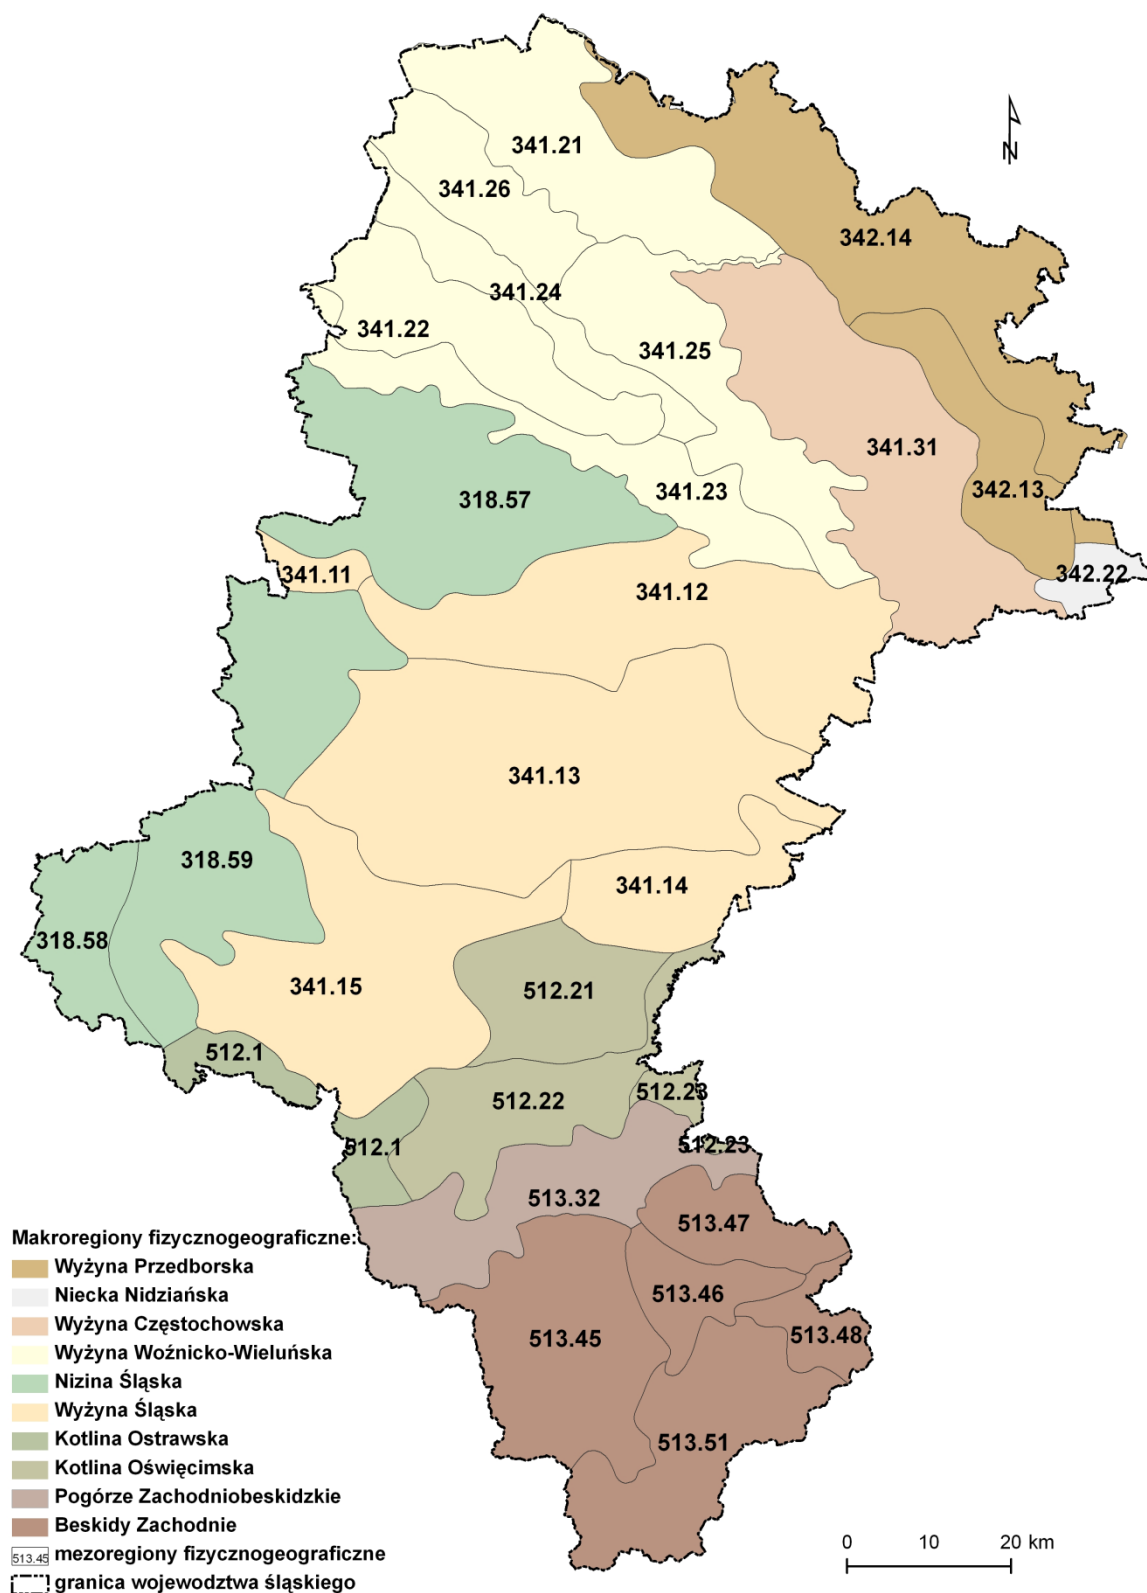 N
341.21
341.26
342.14
341.24
341.22
341.25
341.31
318.57
341.23
342.13
341.11
342.22
341.12
341.13
318.59
341.14
318.58
341.15
512.21
512.1
512.22
512.23
512.1
512.23
513.32
513.47
513.46
513.45
513.48
513.51
Makroregiony fizycznogeograficzne:
Wyżyna Przedborska
Niecka Nidziańska
Wyżyna Częstochowska
Wyżyna Woźnicko-Wieluńska
Nizina Śląska
Wyżyna Śląska
Kotlina Ostrawska
Kotlina Oświęcimska
Pogórze Zachodniobeskidzkie
Beskidy Zachodnie
513.45 mezoregiony fizycznogeograficzne
granica wojewodztwa śląskiego
0 10 20 km